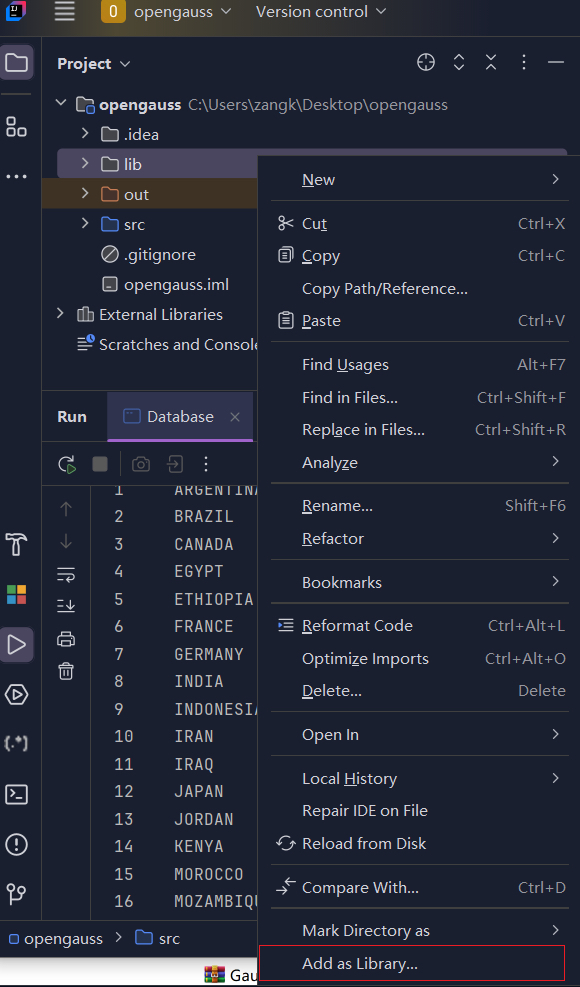 O opengauss Version control
Project
opengauss C:\Users\zangk\Desktop\opengauss
.idea
lib
out
src
.gitignore
opengauss.iml
External Libraries
Scratches and Console
Run Database
1 ARGENTINA
2 BRAZIL
3 CANADA
4 EGYPT
5 ETHIOPIA
6 FRANCE
7 GERMANY
8 INDIA
9 INDONESIA
10 IRAN
11 IRAQ
12 JAPAN
13 JORDAN
14 KENYA
15 MOROCCO
16 MOZAMBIQU
opengauss > src
Gau
New
Cut Ctrl+X
Copy Ctrl+C
Copy Path/Reference...
Paste Ctrl+V
Find Usages Alt+F7
Find in Files... Ctrl+Shift+F
Replace in Files... Ctrl+Shift+R
Analyze
Rename... Shift+F6
Refactor
Bookmarks
Reformat Code Ctrl+Alt+L
Optimize Imports Ctrl+Alt+O
Delete... Delete
Open In
Local History
Repair IDE on File
Reload from Disk
Compare With... Ctrl+D
Mark Directory as
Add as Library...